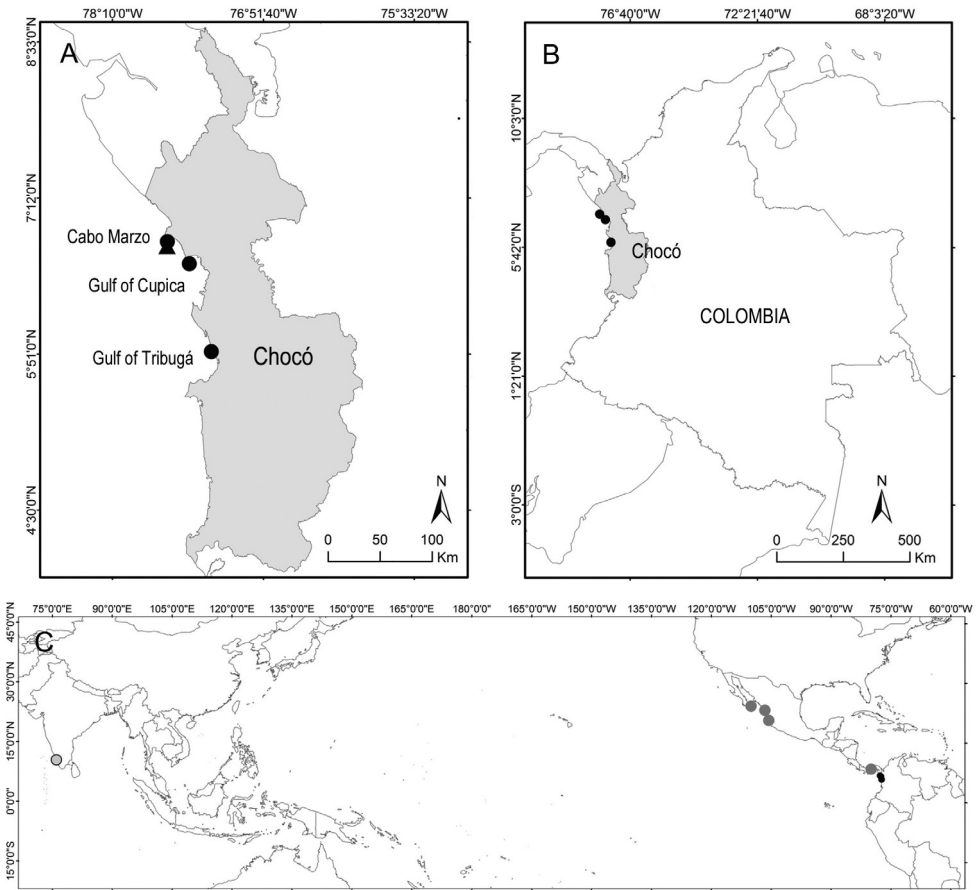 78°10'0"W 76°51'40"W 75°33'20"W
8°33'0"N
7°12'0"N
5°51'0"N
4°30'0"N
A
Cabo Marzo
Gulf of Cupica
Gulf of Tribugá
Chocó
N
0 50 100
Km
76°40'0"W 72°21'40"W 68°3'20"W
10°3'0"N
5°42'0"N
1°21'0"N
3°0'0"S
B
Chocó
COLOMBIA
N
0 250 500
Km
75°0'0"E 90°0'0"E 105°0'0"E 120°0'0"E 135°0'0"E 150°0'0"E 165°0'0"E 180°0'0" 165°0'0"W 150°0'0"W 135°0'0"W 120°0'0"W 105°0'0"W 90°0'0"W 75°0'0"W 60°0'0"W
45°0'0"N
30°0'0"N
15°0'0"N
0°0'0"
15°0'0"S
C